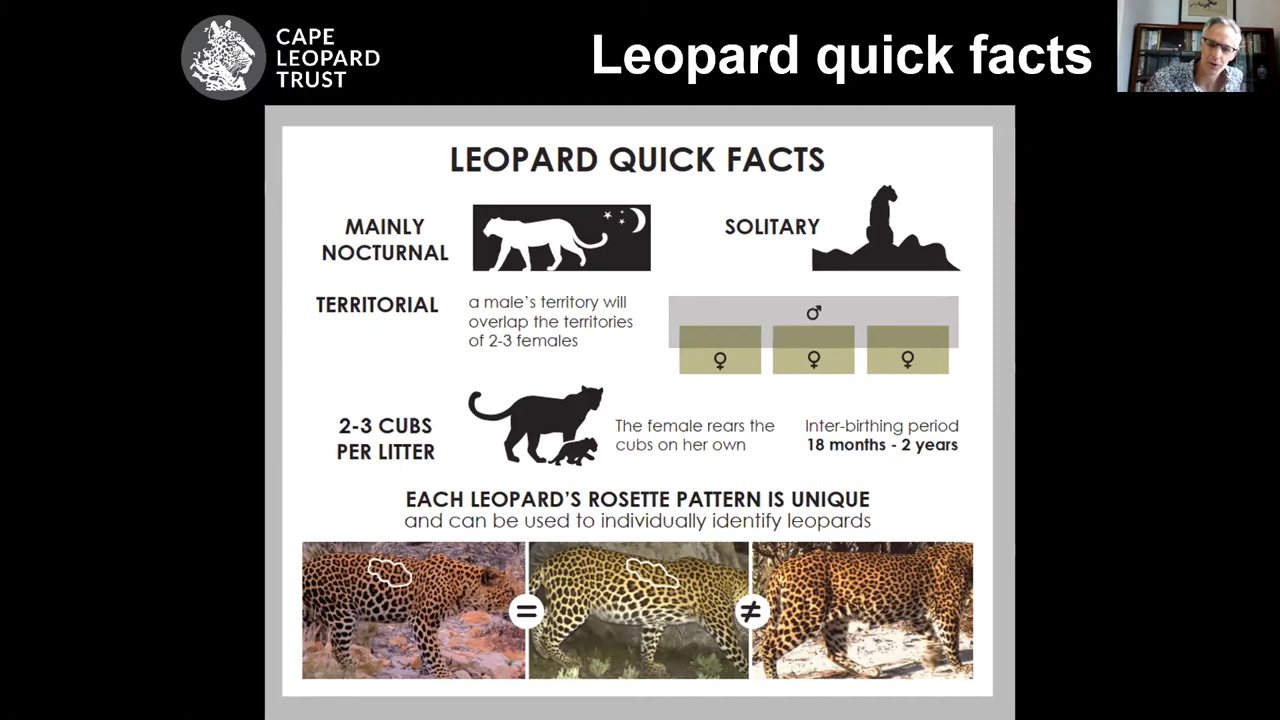 CAPE
LEOPARD
TRUST
Leopard quick facts
LEOPARD QUICK FACTS
MAINLY
NOCTURNAL
SOLITARY
TERRITORIAL
a male's territory will
overlap the territories
of 2-3 females
♂
♀ ♀ ♀
2-3 CUBS
PER LITTER
The female rears the
cubs on her own
Inter-birthing period
18 months - 2 years
EACH LEOPARD'S ROSETTE PATTERN IS UNIQUE
and can be used to individually identify leopards
= ≠